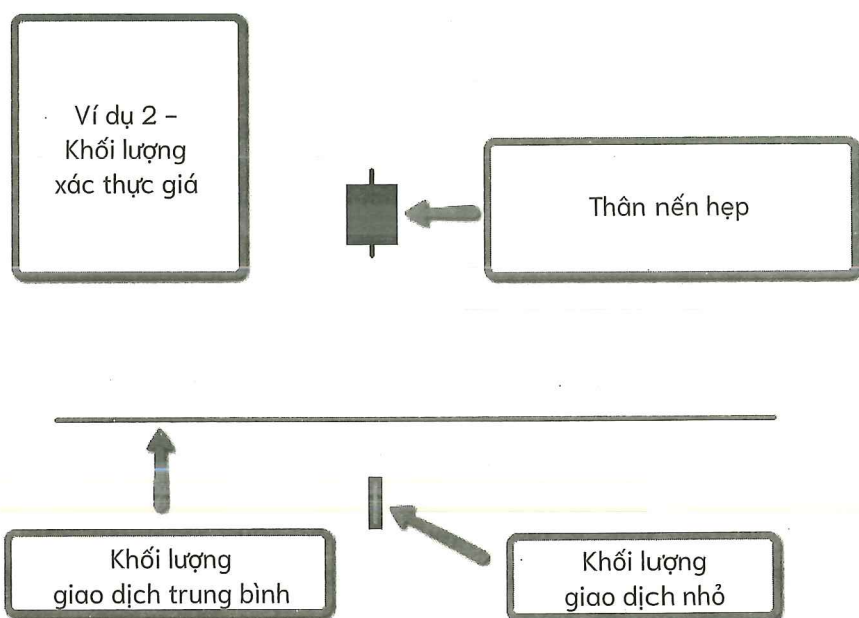 Ví dụ 2 –
Khối lượng
xác thực giá
Thân nến hẹp
Khối lượng
giao dịch trung bình
Khối lượng
giao dịch nhỏ